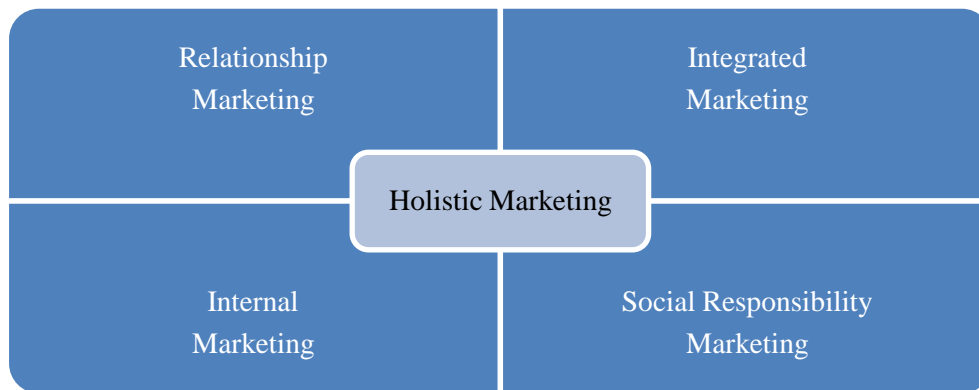 Relationship
Marketing
Integrated
Marketing
Holistic Marketing
Internal
Marketing
Social Responsibility
Marketing